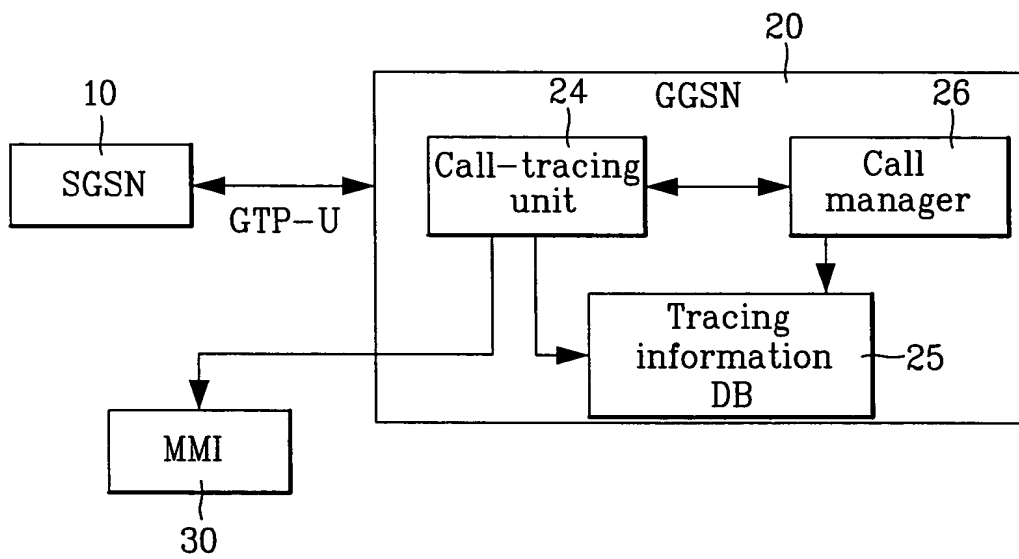 20
10
24
GGSN
26
SGSN
GTP-U
Call-tracing
unit
Call
manager
Tracing
information
DB
25
MMI
30